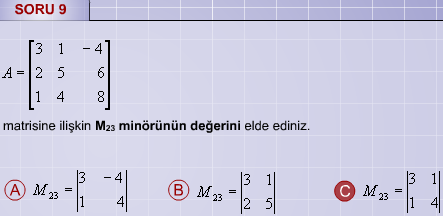 SORU 9
A = [3 1 -4
2 5 6
1 4 8]
matrisine ilişkin M₂₃ minörünün değerini elde ediniz.
A M₂₃ = |3 -4| B M₂₃ = |3 1| C M₂₃ = |3 1|
|1 4| |2 5| |1 4|